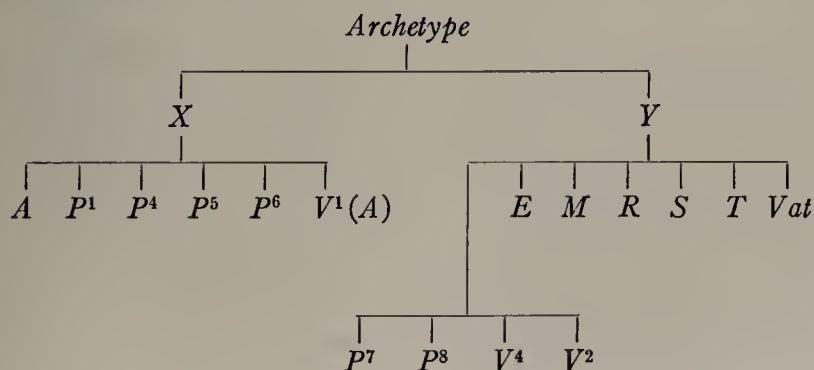 Archetype
X Y
A P¹ P⁴ P⁵ P⁶ V¹(A) E M R S T Vat
P⁷ P⁸ V⁴ V²